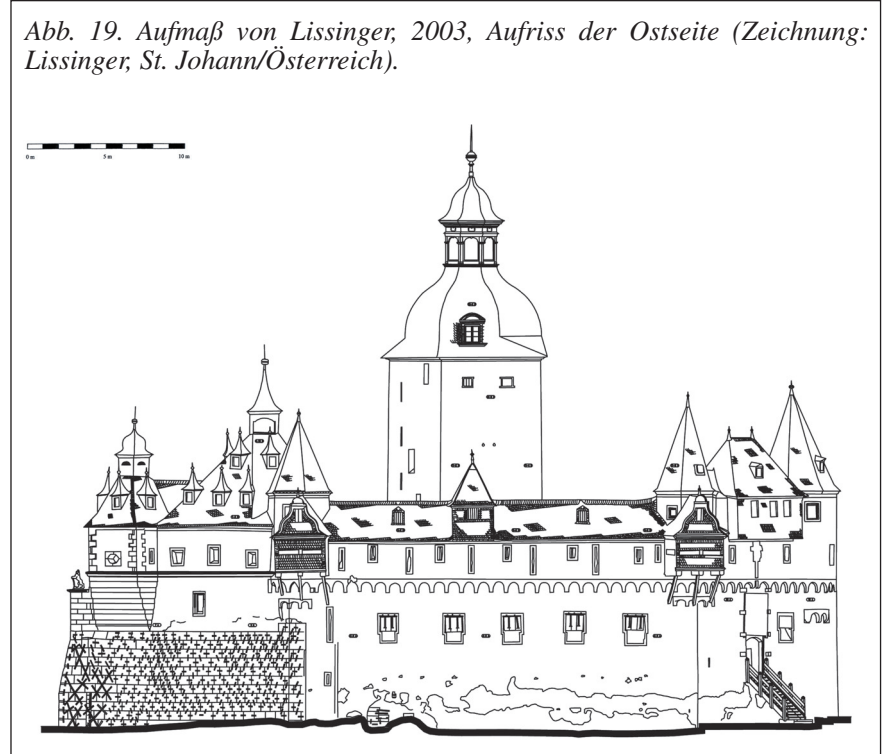 Abb. 19. Aufmaß von Lissinger, 2003, Aufriss der Ostseite (Zeichnung:
Lissinger, St. Johann/Österreich).
0 m 5 m 10 m